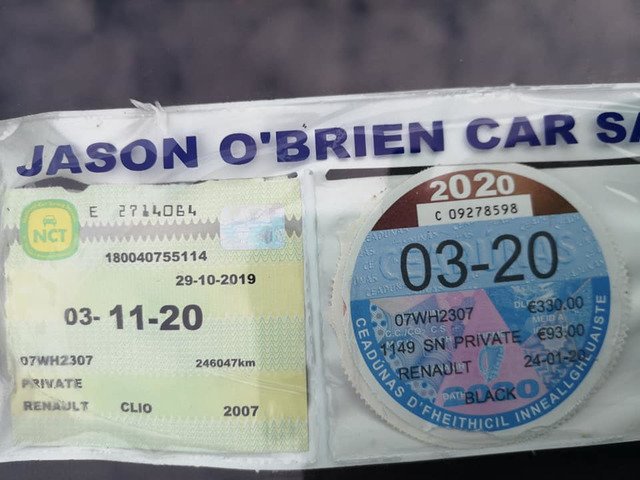 JASON O'BRIEN CAR SA
NCT
E 2714064
180040755114
29-10-2019
03- 11-20
07WH2307 246047km
PRIVATE
RENAULT CLIO 2007
2020
C 09278598
03-20
07WH2307 €330.00
1149 SN PRIVATE €93.00
RENAULT 24-01-20
BLACK
CEADÚNAS D'FHEITHICIL INNEALLGHLUAISTE